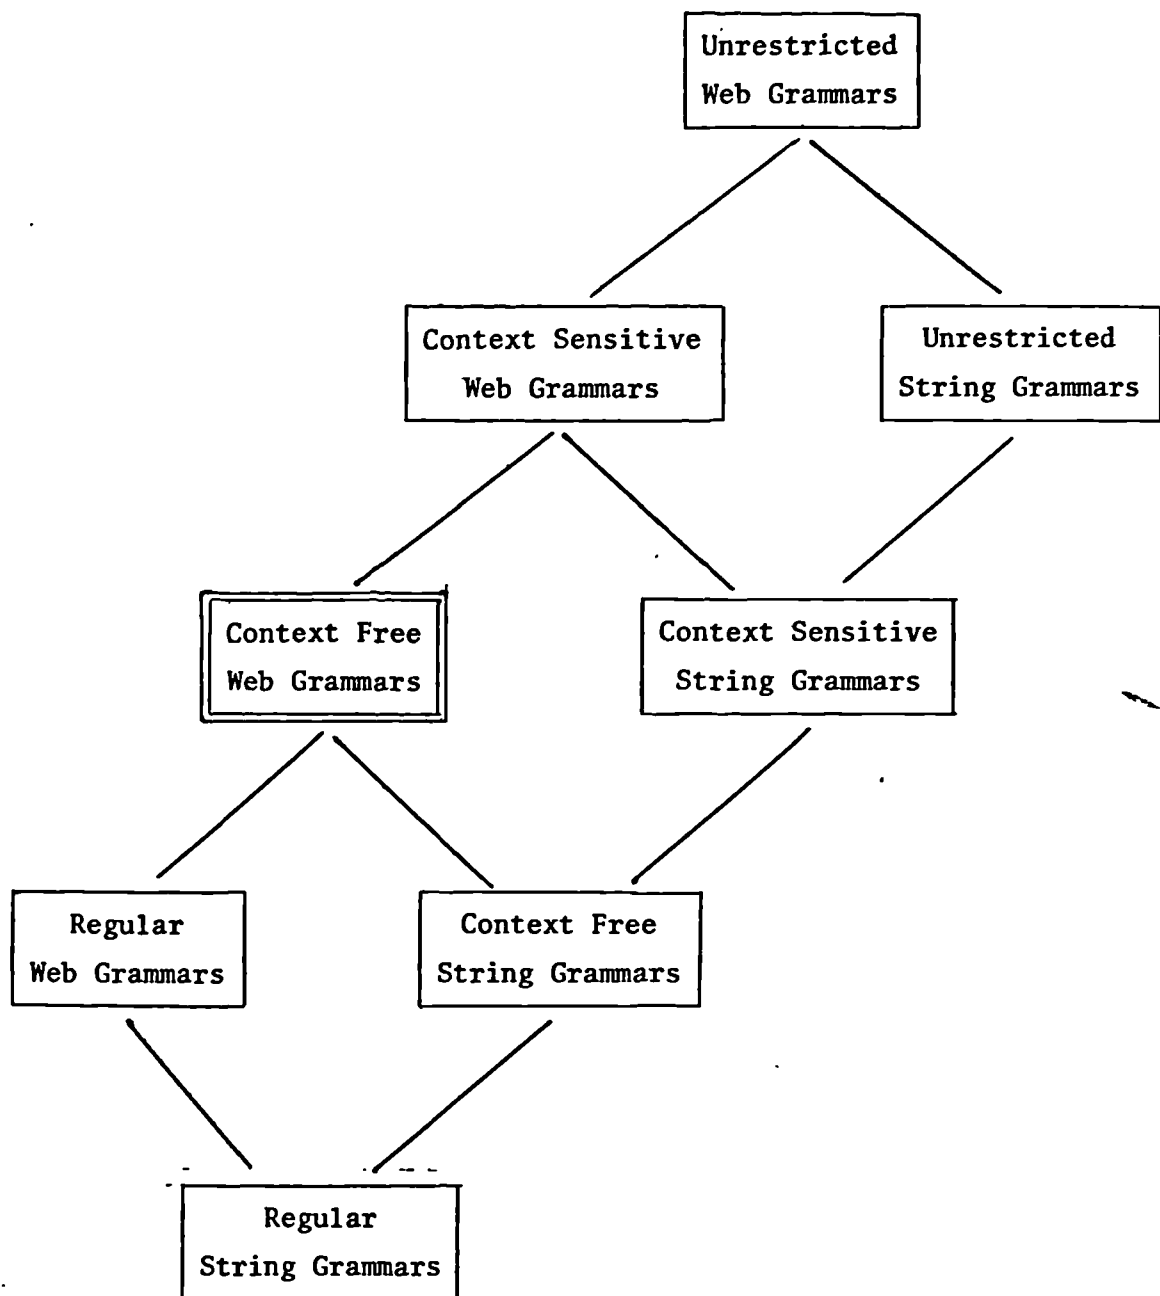 Unrestricted
Web Grammars
Context Sensitive
Web Grammars
Unrestricted
String Grammars
Context Free
Web Grammars
Context Sensitive
String Grammars
Regular
Web Grammars
Context Free
String Grammars
Regular
String Grammars